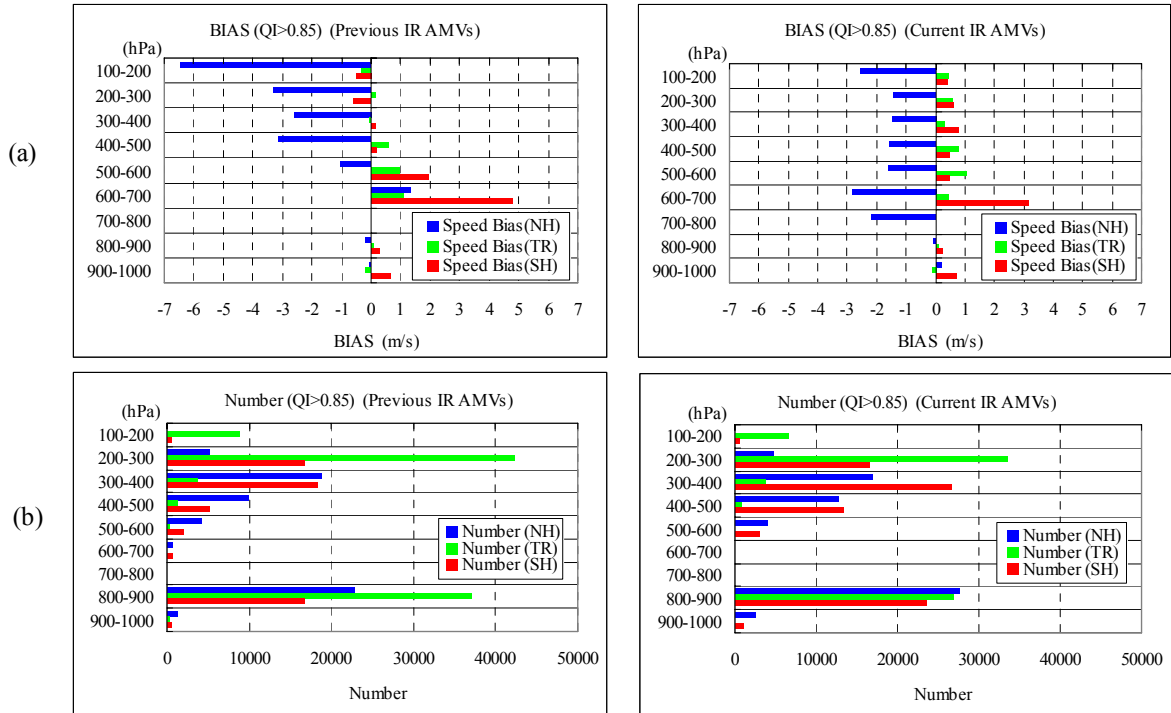 (a)
BIAS (QI>0.85) (Previous IR AMVs)
(hPa)
100-200
200-300
300-400
400-500
500-600
600-700
700-800
800-900
900-1000
Speed Bias(NH)
Speed Bias(TR)
Speed Bias(SH)
-7 -6 -5 -4 -3 -2 -1 0 1 2 3 4 5 6 7
BIAS (m/s)
BIAS (QI>0.85) (Current IR AMVs)
(hPa)
100-200
200-300
300-400
400-500
500-600
600-700
700-800
800-900
900-1000
Speed Bias(NH)
Speed Bias(TR)
Speed Bias(SH)
-7 -6 -5 -4 -3 -2 -1 0 1 2 3 4 5 6 7
BIAS (m/s)
(b)
Number (QI>0.85) (Previous IR AMVs)
(hPa)
100-200
200-300
300-400
400-500
500-600
600-700
700-800
800-900
900-1000
Number (NH)
Number (TR)
Number (SH)
0 10000 20000 30000 40000 50000
Number
Number (QI>0.85) (Current IR AMVs)
(hPa)
100-200
200-300
300-400
400-500
500-600
600-700
700-800
800-900
900-1000
Number (NH)
Number (TR)
Number (SH)
0 10000 20000 30000 40000 50000
Number